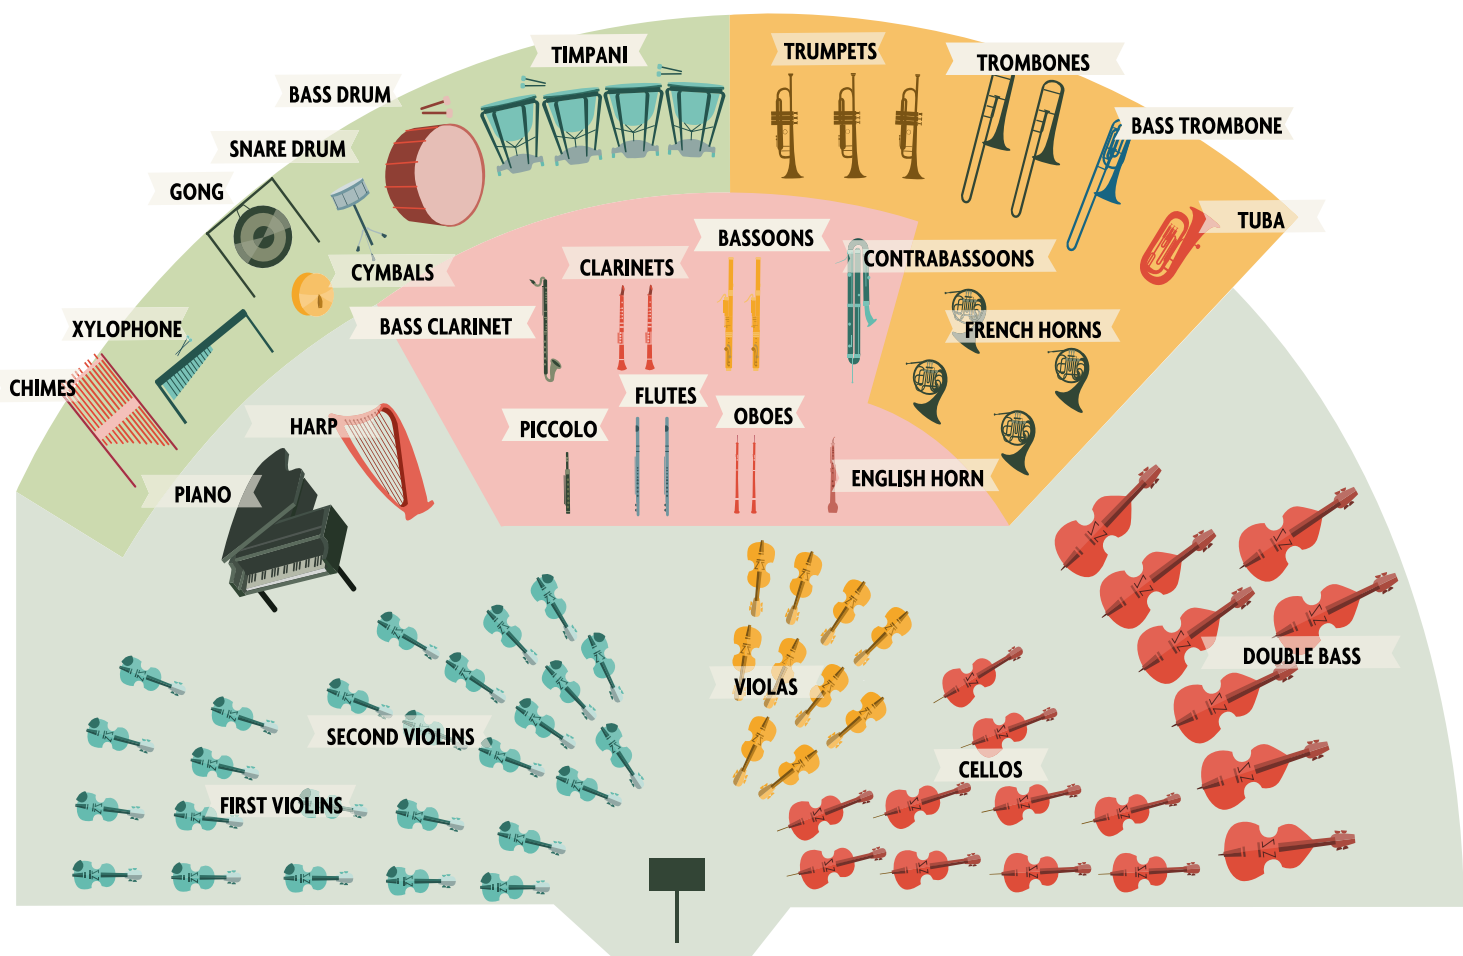 TIMPANI
TRUMPETS
TROMBONES
BASS DRUM
BASS TROMBONE
SNARE DRUM
GONG
TUBA
BASSOONS
CLARINETS
CONTRABASSOONS
CYMBALS
XYLOPHONE
BASS CLARINET
FRENCH HORNS
CHIMES
FLUTES
HARP
PICCOLO
OBOES
PIANO
ENGLISH HORN
DOUBLE BASS
VIOLAS
SECOND VIOLINS
CELLOS
FIRST VIOLINS